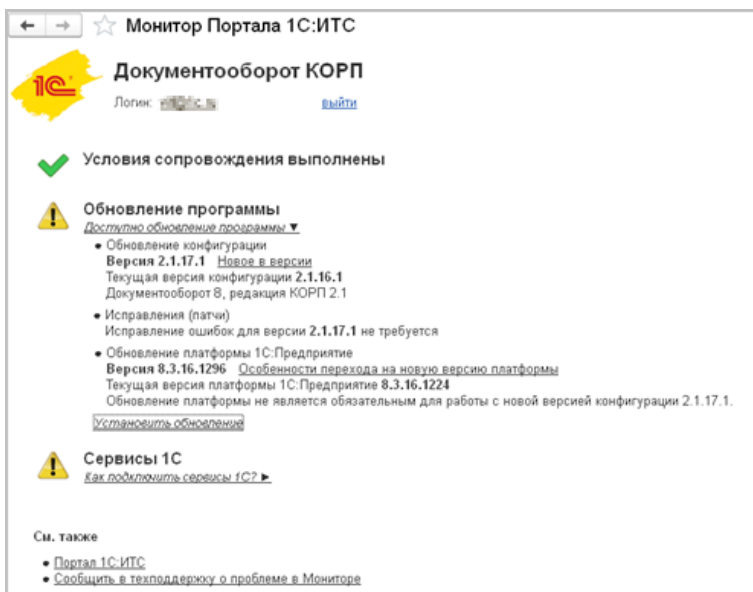 Монитор Портала 1С:ИТС
1С
Документооборот КОРП
Логин: выйти
Условия сопровождения выполнены
Обновление программы
Доступно обновление программы ▼
• Обновление конфигурации
Версия 2.1.17.1 Новое в версии
Текущая версия конфигурации 2.1.16.1
Документооборот 8, редакция КОРП 2.1
• Исправления (патчи)
Исправление ошибок для версии 2.1.17.1 не требуется
• Обновление платформы 1С:Предприятие
Версия 8.3.16.1296 Особенности перехода на новую версию платформы
Текущая версия платформы 1С:Предприятие 8.3.16.1224
Обновление платформы не является обязательным для работы с новой версией конфигурации 2.1.17.1.
Установить обновление
Сервисы 1С
Как подключить сервисы 1С? ►
См. также
• Портал 1С:ИТС
• Сообщить в техподдержку о проблеме в Мониторе